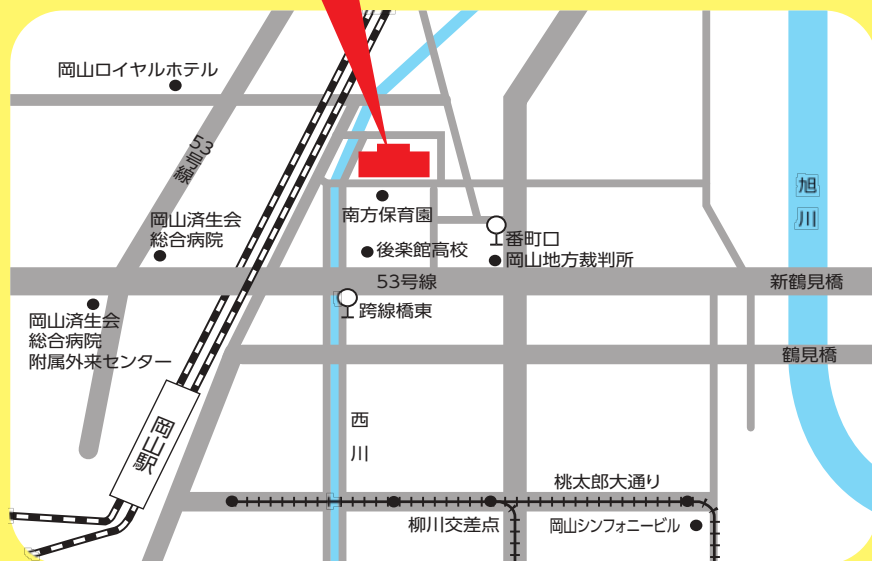 岡山ロイヤルホテル
53号線
旭川
岡山済生会
総合病院
南方保育園
番町口
後楽館高校
岡山地方裁判所
53号線
新鶴見橋
岡山済生会
総合病院
附属外来センター
跨線橋東
鶴見橋
西川
岡山駅
桃太郎大通り
柳川交差点
岡山シンフォニービル